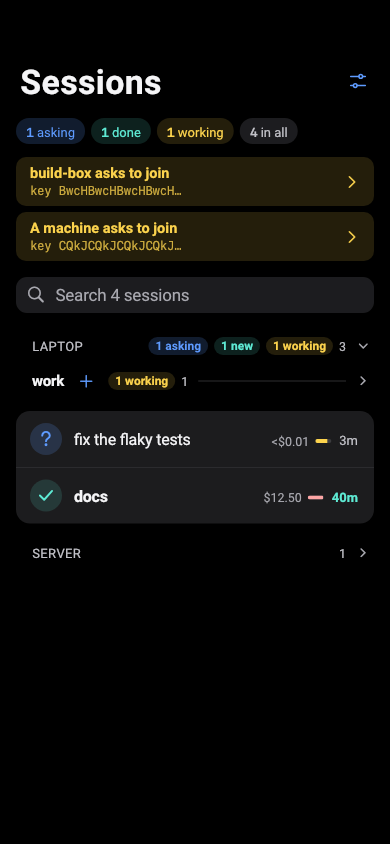 Sessions
1 asking 1 done 1 working 4 in all
build-box asks to join
key BwcHBwcHBwcHBwcH…
A machine asks to join
key CQkJCQkJCQkJCQkJ…
Search 4 sessions
LAPTOP 1 asking 1 new 1 working 3
work + 1 working 1
? fix the flaky tests <$0.01 3m
docs $12.50 40m
SERVER 1